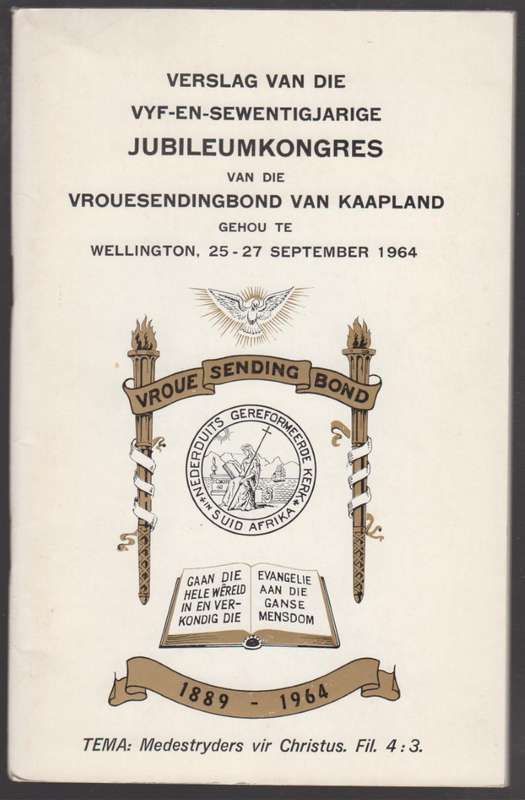 VERSLAG VAN DIE
VYF-EN-SEWENTIGJARIGE
JUBILEUMKONGRES
VAN DIE
VROUESENDINGBOND VAN KAAPLAND
GEHOU TE
WELLINGTON, 25 - 27 SEPTEMBER 1964
VROUE SENDING BOND
NEDERDUITS GEREFORMEERDE KERK
IN SUID AFRIKA
GAAN DIE
HELE WÊRELD
IN EN VER-
KONDIG DIE
EVANGELIE
AAN DIE
GANSE
MENSDOM
1889 - 1964
TEMA: Medestryders vir Christus. Fil. 4 : 3.